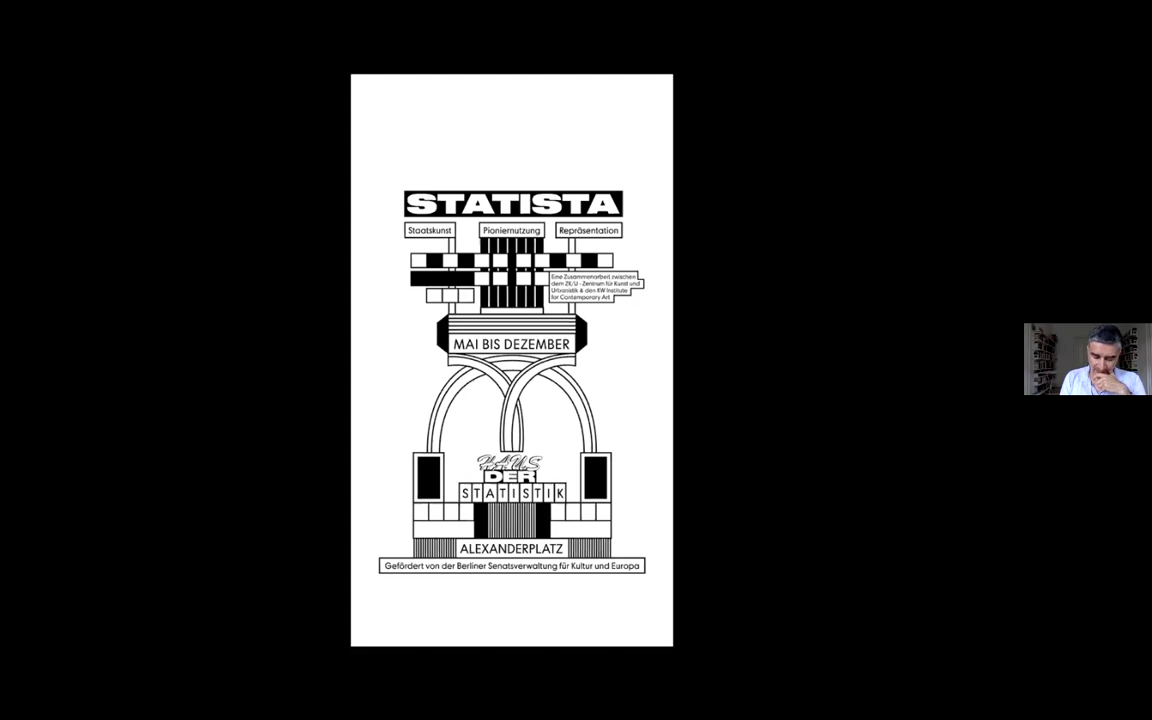 STATISTA
Staatskunst
Pioniernutzung
Repräsentation
Eine Zusammenarbeit zwischen
dem ZK/U - Zentrum für Kunst und
Urbanistik & den KW Institute
for Contemporary Art
MAI BIS DEZEMBER
HAUS
DER
STATISTIK
ALEXANDERPLATZ
Gefördert von der Berliner Senatsverwaltung für Kultur und Europa